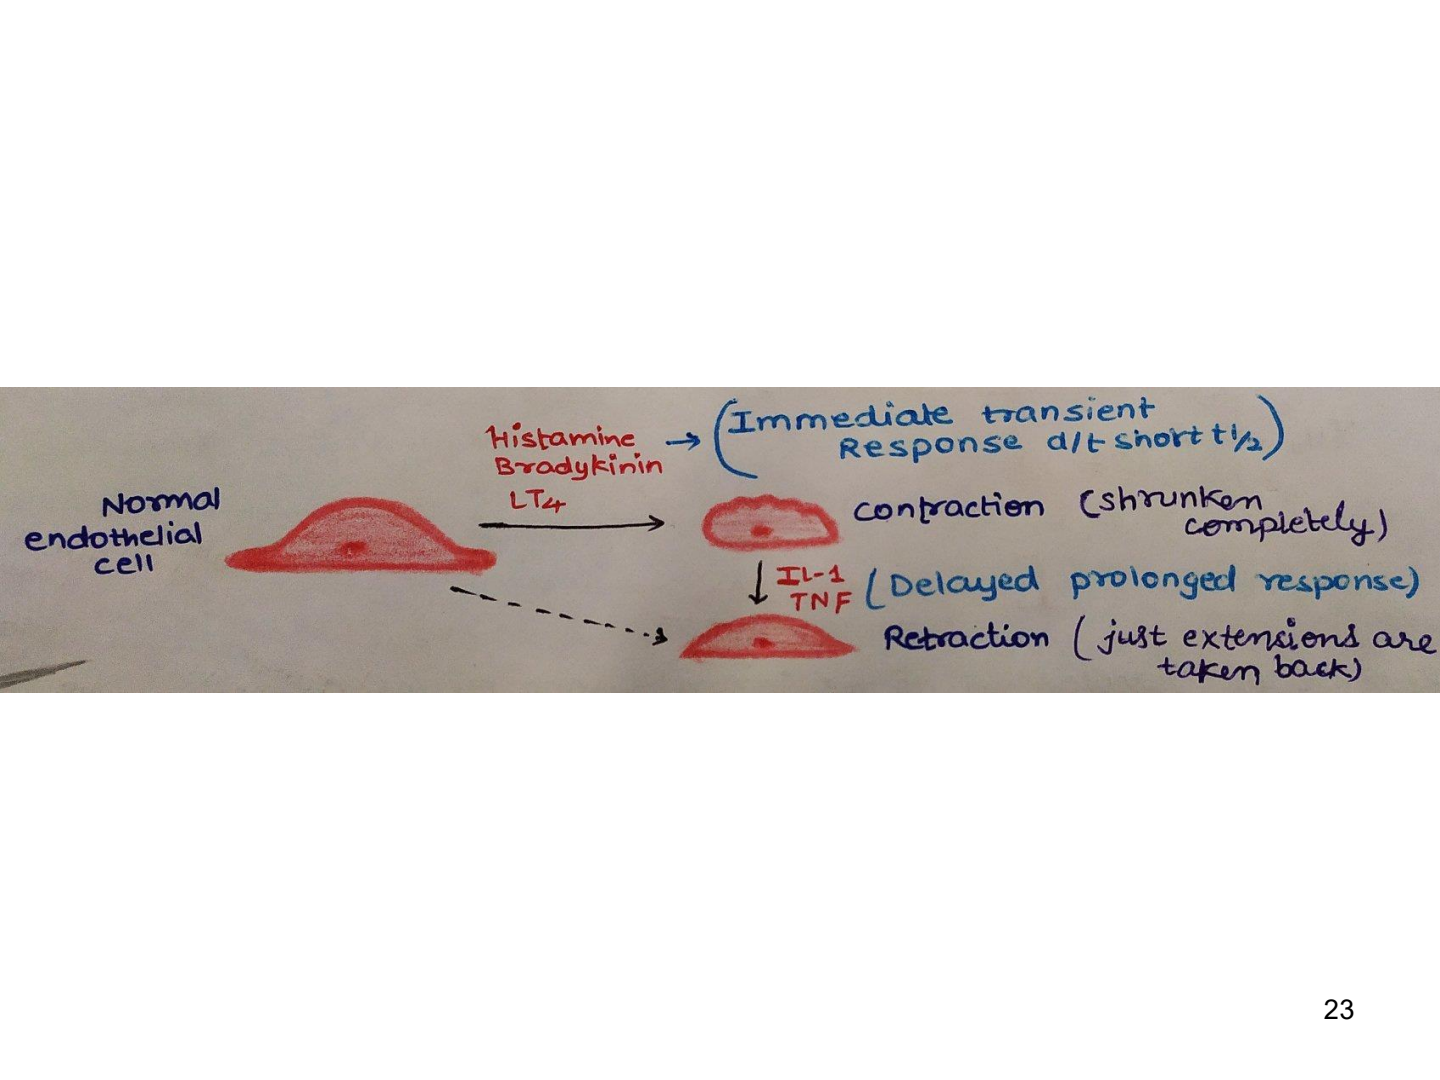 Histamine → (Immediate transient
Bradykinin Response d/t short t1/2)
LT4
Normal
endothelial
cell
contraction (shrunken
completely)
IL-1
TNF (Delayed prolonged response)
Retraction (just extensions are
taken back)
23